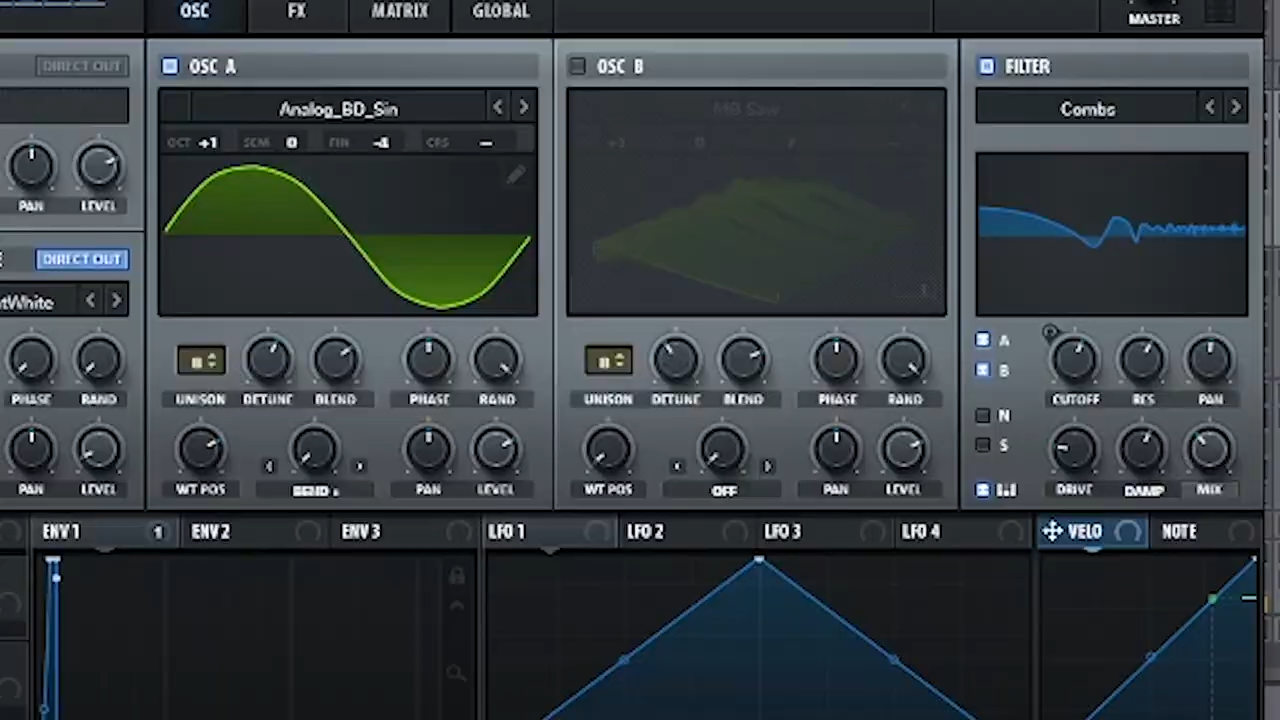 OSC FX MATRIX GLOBAL MASTER
DIRECT OUT OSC A OSC B FILTER
Analog_BD_Sin MG Saw Combs
OCT +1 SEM 0 FIN -4 CRS --
PAN LEVEL
DIRECT OUT
tWhite
A
B
PHASE RAND UNISON DETUNE BLEND PHASE RAND UNISON DETUNE BLEND PHASE RAND CUTOFF RES PAN
N
S
PAN LEVEL WT POS BEND PAN LEVEL WT POS OFF PAN LEVEL DRIVE DAMP MIX
ENV 1 1 ENV 2 ENV 3 LFO 1 LFO 2 LFO 3 LFO 4 VELO NOTE